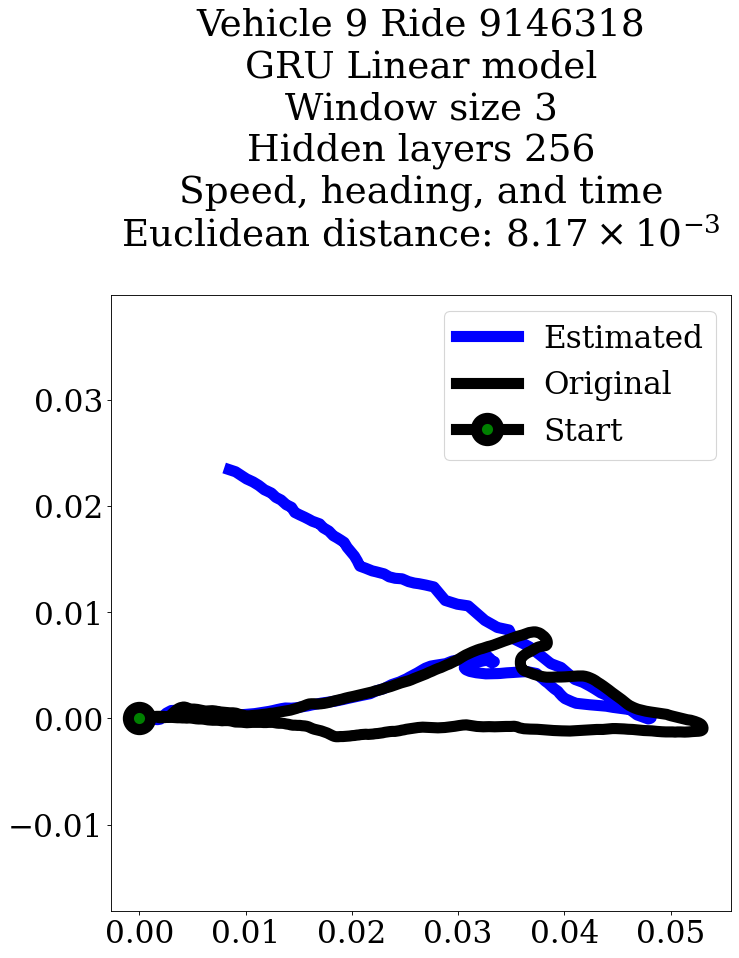 Vehicle 9 Ride 9146318
GRU Linear model
Window size 3
Hidden layers 256
Speed, heading, and time
Euclidean distance: 8.17 × 10⁻³
Estimated
Original
Start
0.03
0.02
0.01
0.00
−0.01
0.00 0.01 0.02 0.03 0.04 0.05